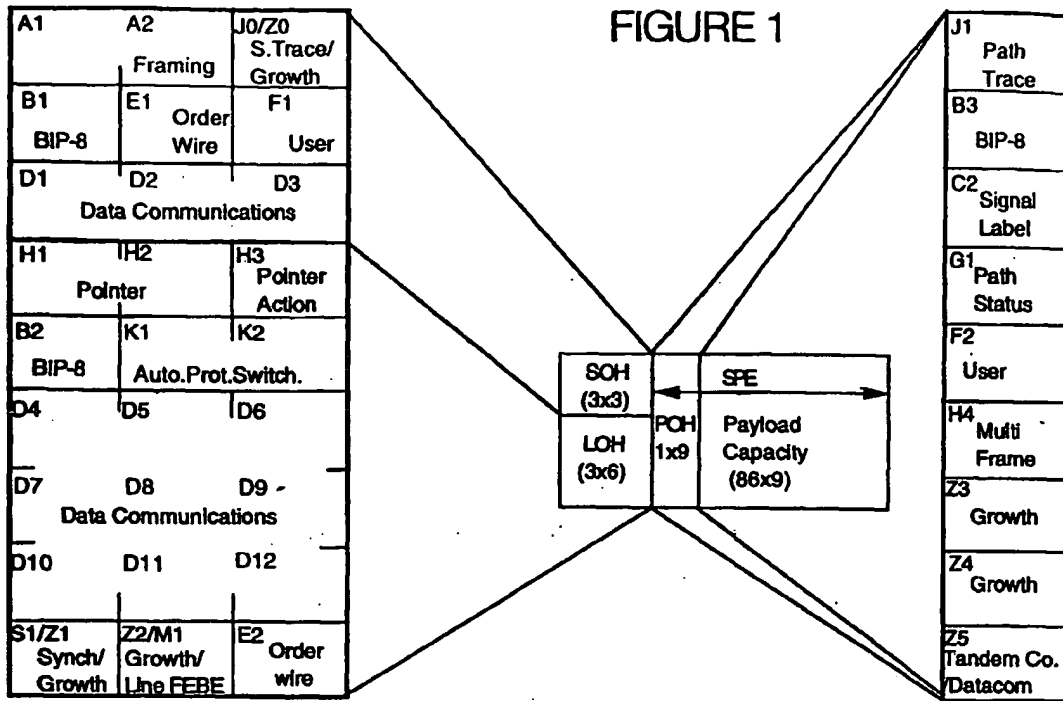 FIGURE 1
A1 A2 J0/Z0
Framing S.Trace/
Growth
B1 E1 F1
BIP-8 Order
Wire User
D1 D2 D3
Data Communications
H1 H2 H3
Pointer Pointer
Action
B2 K1 K2
BIP-8 Auto.Prot.Switch.
D4 D5 D6
D7 D8 D9
Data Communications
D10 D11 D12
S1/Z1 Z2/M1 E2
Synch/
Growth
Growth/
Line FEBE
Order
wire
SOH
(3x3)
LOH
(3x6)
SPE
POH
1x9
Payload
Capacity
(86x9)
J1
Path
Trace
B3
BIP-8
C2
Signal
Label
G1
Path
Status
F2
User
H4
Multi
Frame
Z3
Growth
Z4
Growth
Z5
Tandem Co.
/Datacom